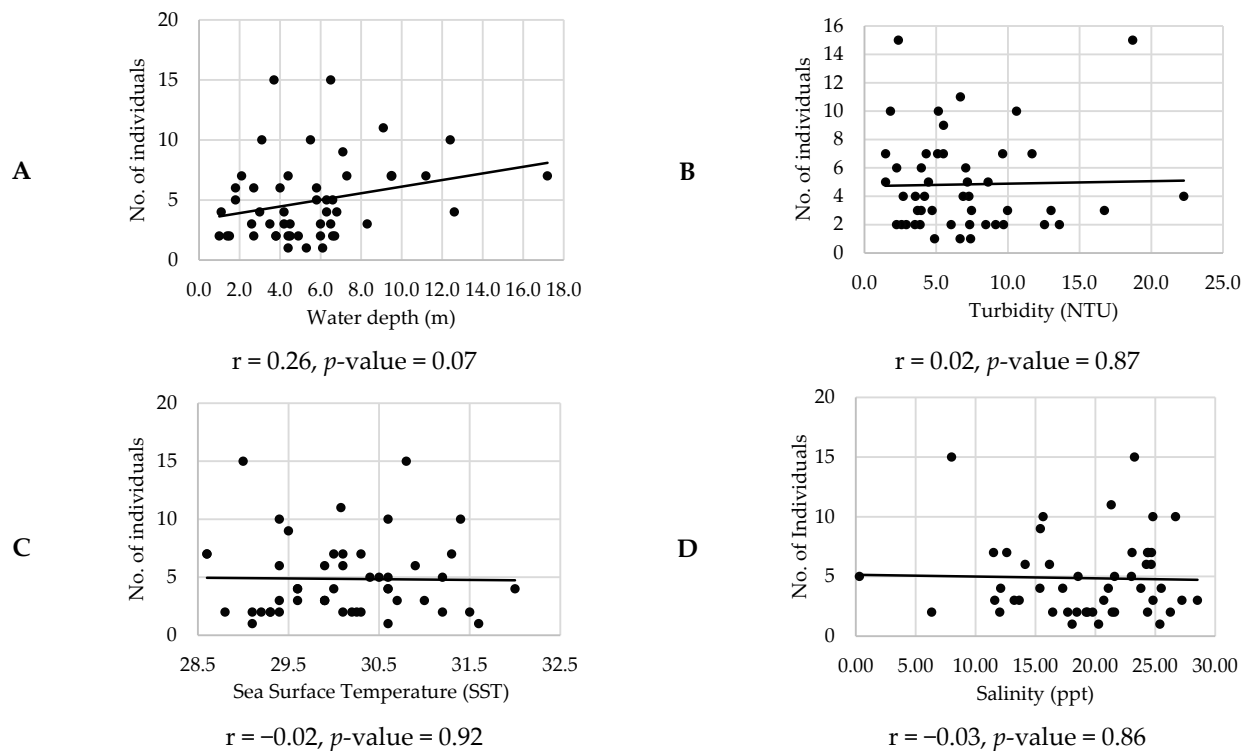 A
No. of individuals
20
15
10
5
0
0.0 2.0 4.0 6.0 8.0 10.0 12.0 14.0 16.0 18.0
Water depth (m)
r = 0.26, p-value = 0.07
B
No. of individuals
16
14
12
10
8
6
4
2
0
0.0 5.0 10.0 15.0 20.0 25.0
Turbidity (NTU)
r = 0.02, p-value = 0.87
C
No. of individuals
20
15
10
5
0
28.5 29.5 30.5 31.5 32.5
Sea Surface Temperature (SST)
r = −0.02, p-value = 0.92
D
No. of Individuals
20
15
10
5
0
0.00 5.00 10.00 15.00 20.00 25.00 30.00
Salinity (ppt)
r = −0.03, p-value = 0.86